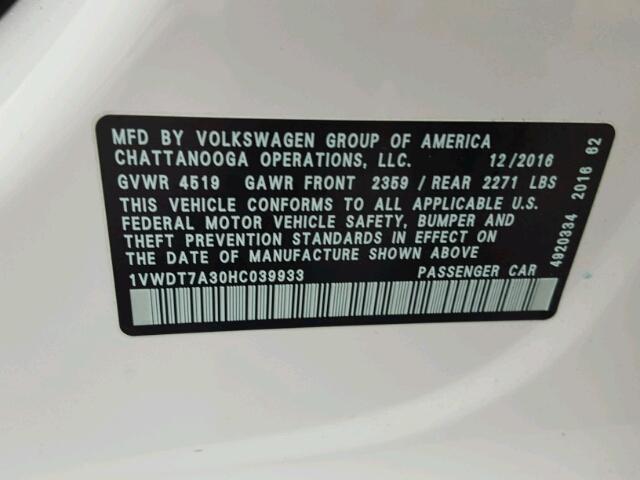 MFD BY VOLKSWAGEN GROUP OF AMERICA
CHATTANOOGA OPERATIONS, LLC. 12/2016
GVWR 4519 GAWR FRONT 2359 / REAR 2271 LBS
THIS VEHICLE CONFORMS TO ALL APPLICABLE U.S.
FEDERAL MOTOR VEHICLE SAFETY, BUMPER AND
THEFT PREVENTION STANDARDS IN EFFECT ON
THE DATE OF MANUFACTURE SHOWN ABOVE
1VWDT7A30HC039933 PASSENGER CAR
4920334 2016 62